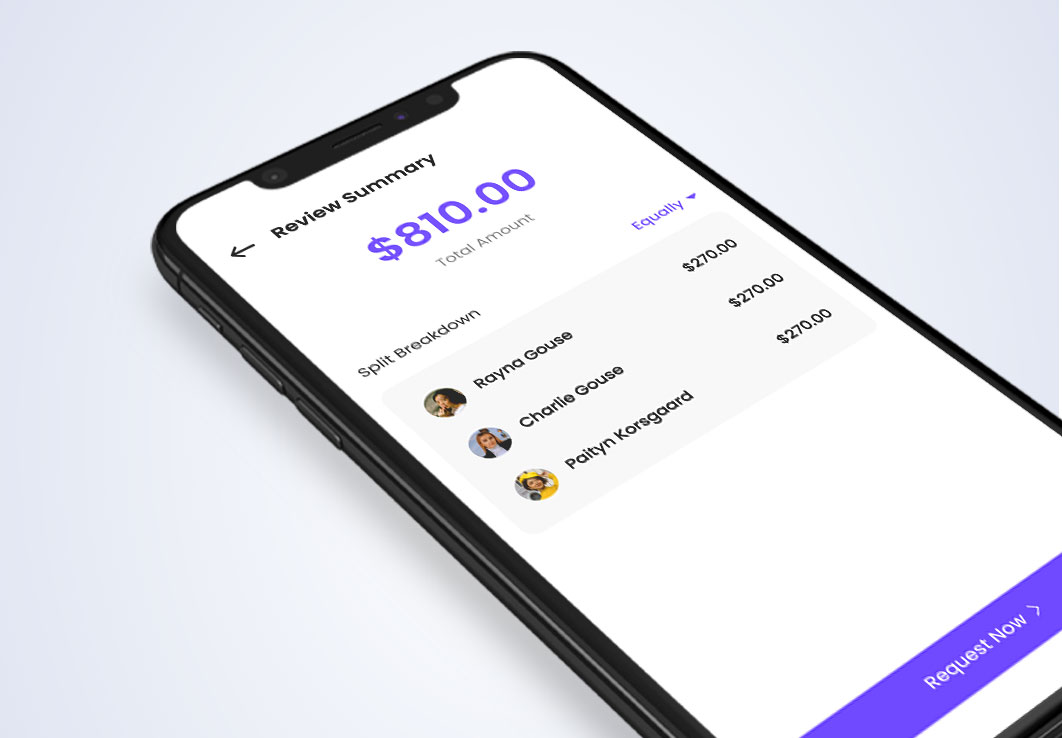 Review Summary
$810.00
Total Amount
Split Breakdown
Equally
Rayna Gouse
$270.00
Charlie Gouse
$270.00
Paityn Korsgaard
$270.00
Request Now